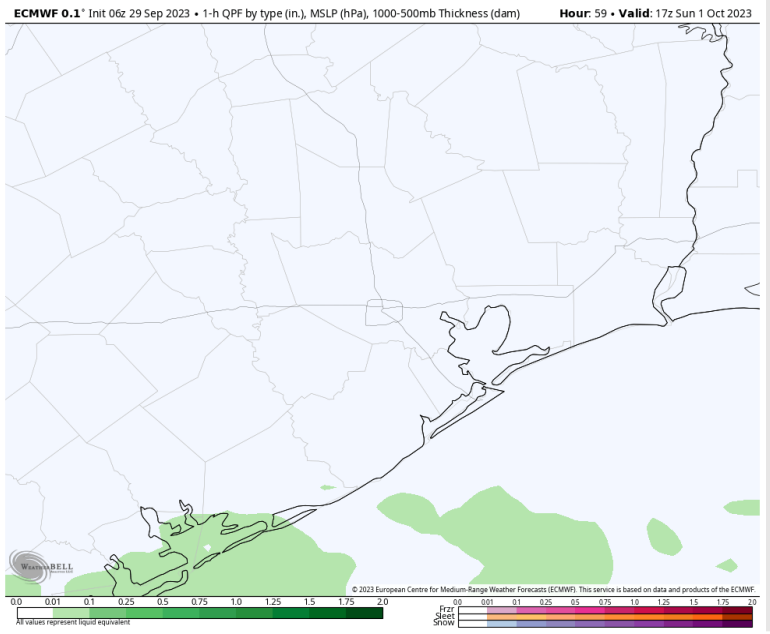 ECMWF 0.1° Init 06z 29 Sep 2023 • 1-h QPF by type (in.), MSLP (hPa), 1000-500mb Thickness (dam) Hour: 59 • Valid: 17z Sun 1 Oct 2023
WEATHERBELL
© 2023 European Centre for Medium-Range Weather Forecasts (ECMWF). This service is based on data and products of the ECMWF.
0.0 0.01 0.1 0.25 0.5 0.75 1.0 1.25 1.5 1.75 2.0
All values represent liquid equivalent
0.0 0.01 0.1 0.25 0.5 0.75 1.0 1.25 1.5 1.75 2.0
Frzr
Sleet
Snow